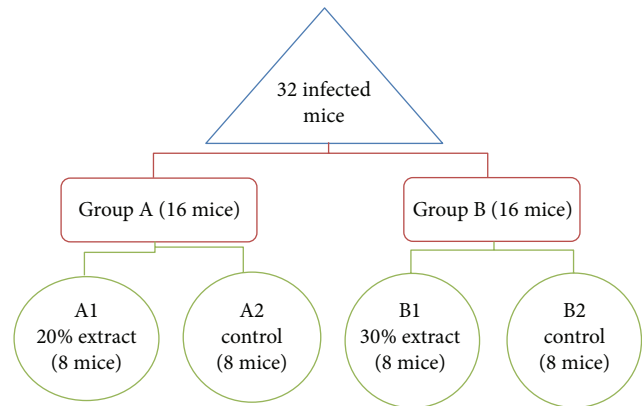 32 infected
mice
Group A (16 mice)
Group B (16 mice)
A1
20% extract
(8 mice)
A2
control
(8 mice)
B1
30% extract
(8 mice)
B2
control
(8 mice)